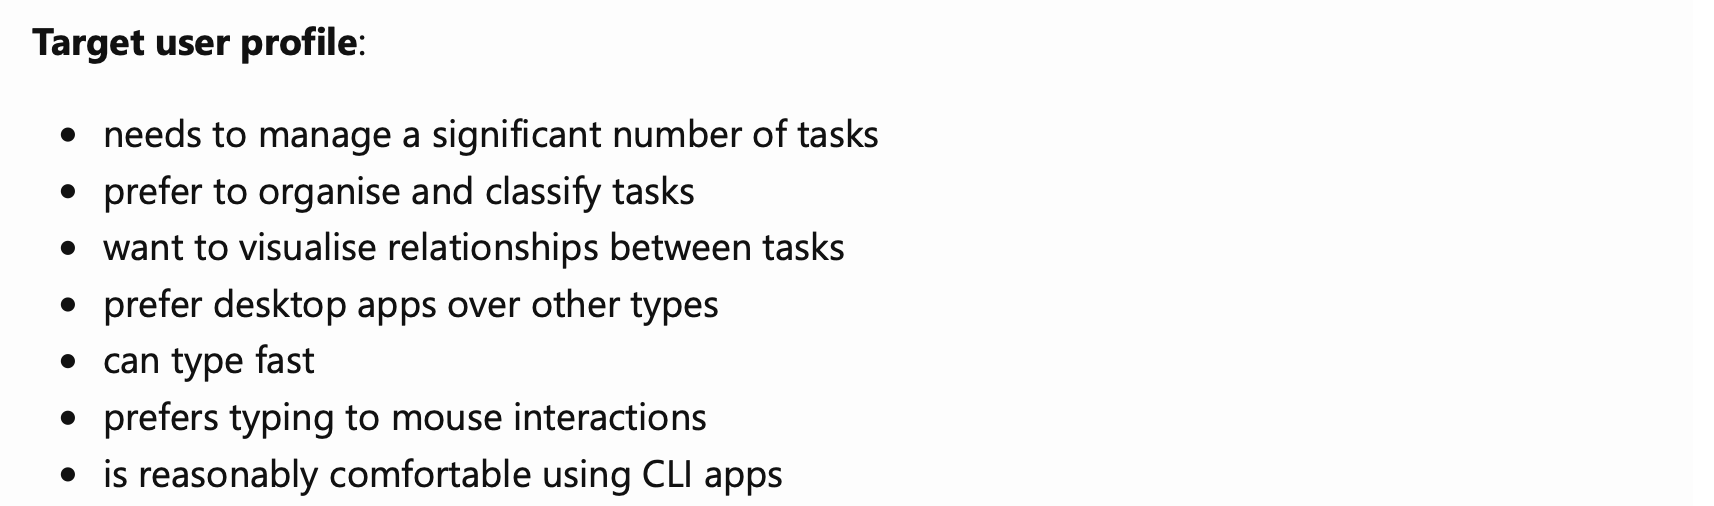 Target user profile:
• needs to manage a significant number of tasks
• prefer to organise and classify tasks
• want to visualise relationships between tasks
• prefer desktop apps over other types
• can type fast
• prefers typing to mouse interactions
• is reasonably comfortable using CLI apps